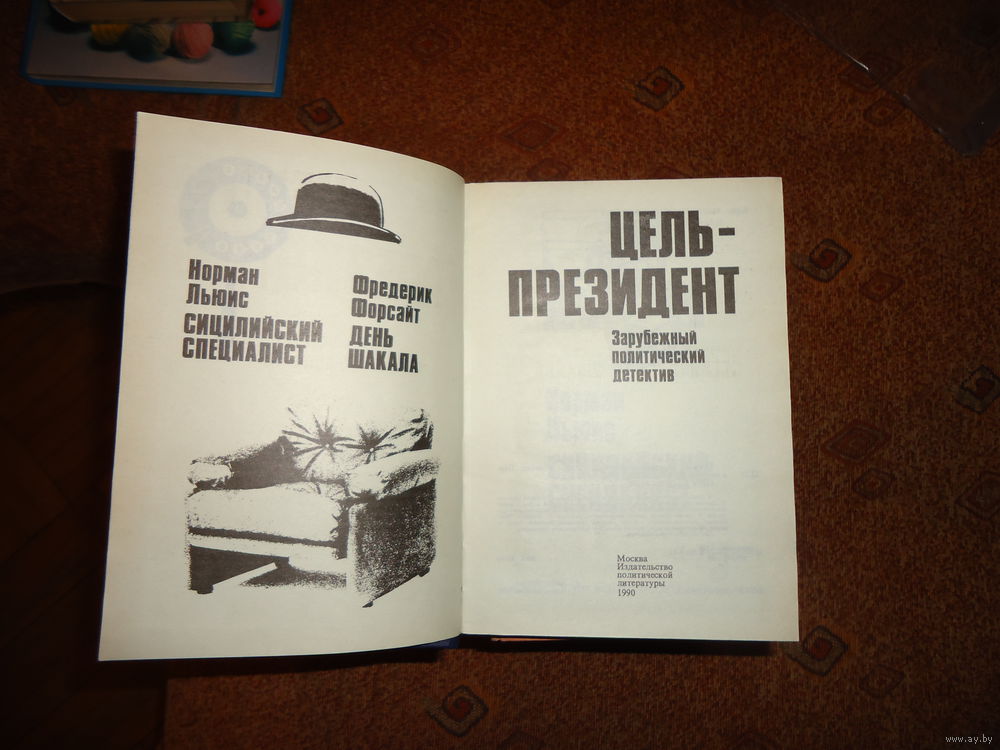 Норман
Льюис
СИЦИЛИЙСКИЙ
СПЕЦИАЛИСТ
Фредерик
Форсайт
ДЕНЬ
ШАКАЛА
ЦЕЛЬ-
ПРЕЗИДЕНТ
Зарубежный
политический
детектив
Москва
Издательство
политической
литературы
1990
www.ay.by